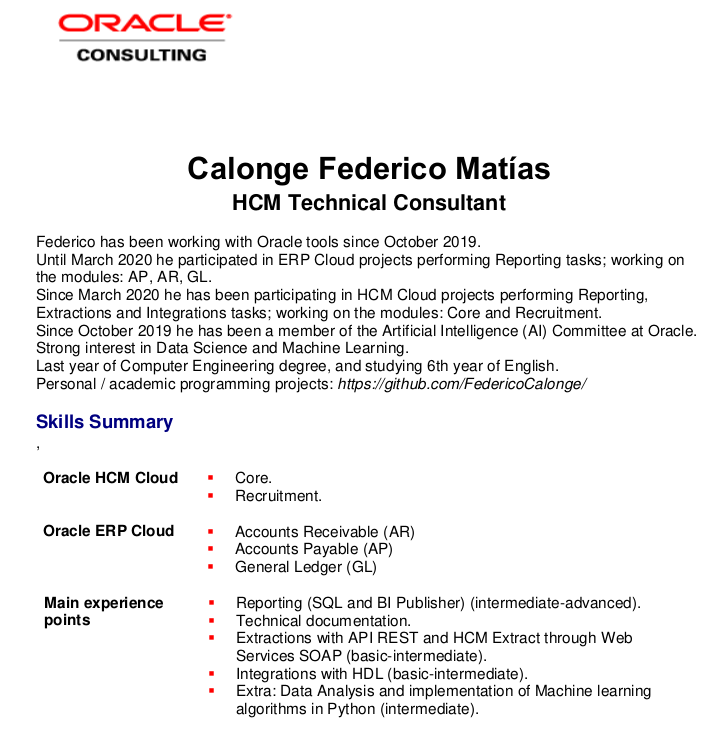 ORACLE
CONSULTING
Calonge Federico Matías
HCM Technical Consultant
Federico has been working with Oracle tools since October 2019.
Until March 2020 he participated in ERP Cloud projects performing Reporting tasks; working on
the modules: AP, AR, GL.
Since March 2020 he has been participating in HCM Cloud projects performing Reporting,
Extractions and Integrations tasks; working on the modules: Core and Recruitment.
Since October 2019 he has been a member of the Artificial Intelligence (AI) Committee at Oracle.
Strong interest in Data Science and Machine Learning.
Last year of Computer Engineering degree, and studying 6th year of English.
Personal / academic programming projects: https://github.com/FedericoCalonge/
Skills Summary
,
Oracle HCM Cloud
▪ Core.
▪ Recruitment.
Oracle ERP Cloud
▪ Accounts Receivable (AR)
▪ Accounts Payable (AP)
▪ General Ledger (GL)
Main experience
points
▪ Reporting (SQL and BI Publisher) (intermediate-advanced).
▪ Technical documentation.
▪ Extractions with API REST and HCM Extract through Web
Services SOAP (basic-intermediate).
▪ Integrations with HDL (basic-intermediate).
▪ Extra: Data Analysis and implementation of Machine learning
algorithms in Python (intermediate).